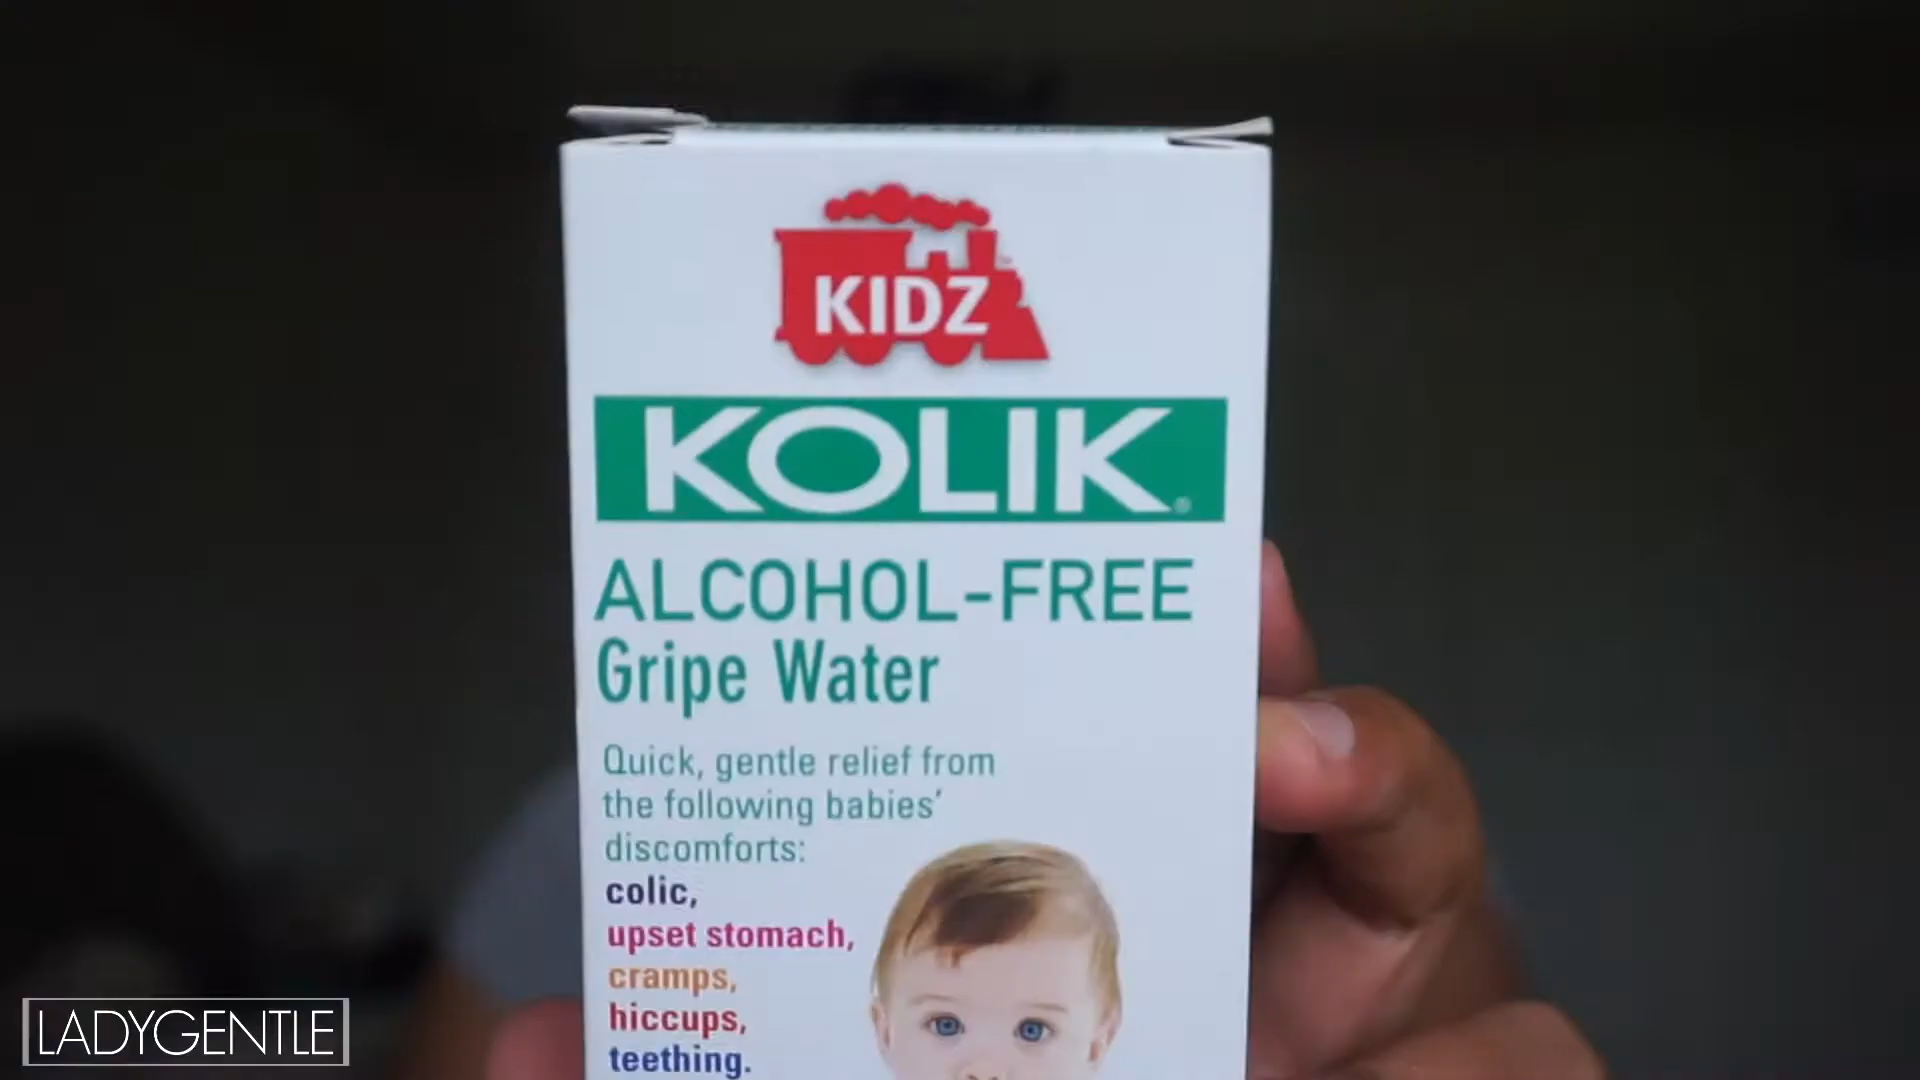 KIDZ
KOLIK®
ALCOHOL-FREE
Gripe Water
Quick, gentle relief from
the following babies'
discomforts:
colic,
upset stomach,
cramps,
hiccups,
teething.
LADYGENTLE